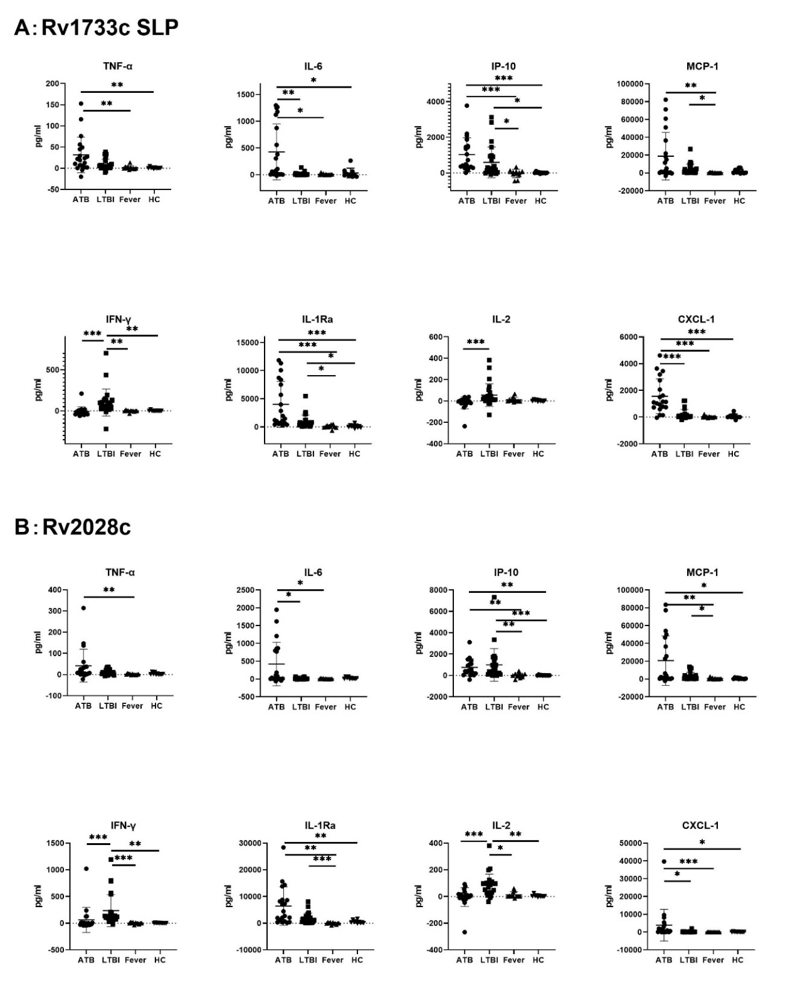 A: Rv1733c SLP
TNF-α
IL-6
IP-10
MCP-1
pg/ml
200
150
100
50
0
-50
** **
ATB LTBI Fever HC
pg/ml
1500
1000
500
0
* ** *
ATB LTBI Fever HC
pg/ml
4000
2000
0
*** *** * *
ATB LTBI Fever HC
pg/ml
100000
80000
60000
40000
20000
0
-20000
** *
ATB LTBI Fever HC
IFN-γ
IL-1Ra
IL-2
CXCL-1
pg/ml
500
0
*** ** **
ATB LTBI Fever HC
pg/ml
15000
10000
5000
0
*** *** * *
ATB LTBI Fever HC
pg/ml
600
400
200
0
-200
-400
***
ATB LTBI Fever HC
pg/ml
6000
4000
2000
0
-2000
*** *** ***
ATB LTBI Fever HC
B: Rv2028c
TNF-α
IL-6
IP-10
MCP-1
pg/ml
400
300
200
100
0
-100
**
ATB LTBI Fever HC
pg/ml
2500
2000
1500
1000
500
0
-500
* *
ATB LTBI Fever HC
pg/ml
8000
6000
4000
2000
0
-2000
** ** *** **
ATB LTBI Fever HC
pg/ml
100000
80000
60000
40000
20000
0
-20000
* ** *
ATB LTBI Fever HC
IFN-γ
IL-1Ra
IL-2
CXCL-1
pg/ml
1500
1000
500
0
-500
*** ** ***
ATB LTBI Fever HC
pg/ml
30000
20000
10000
0
-10000
** ** ***
ATB LTBI Fever HC
pg/ml
400
200
0
-200
-400
*** ** *
ATB LTBI Fever HC
pg/ml
50000
40000
30000
20000
10000
0
-10000
* *** *
ATB LTBI Fever HC